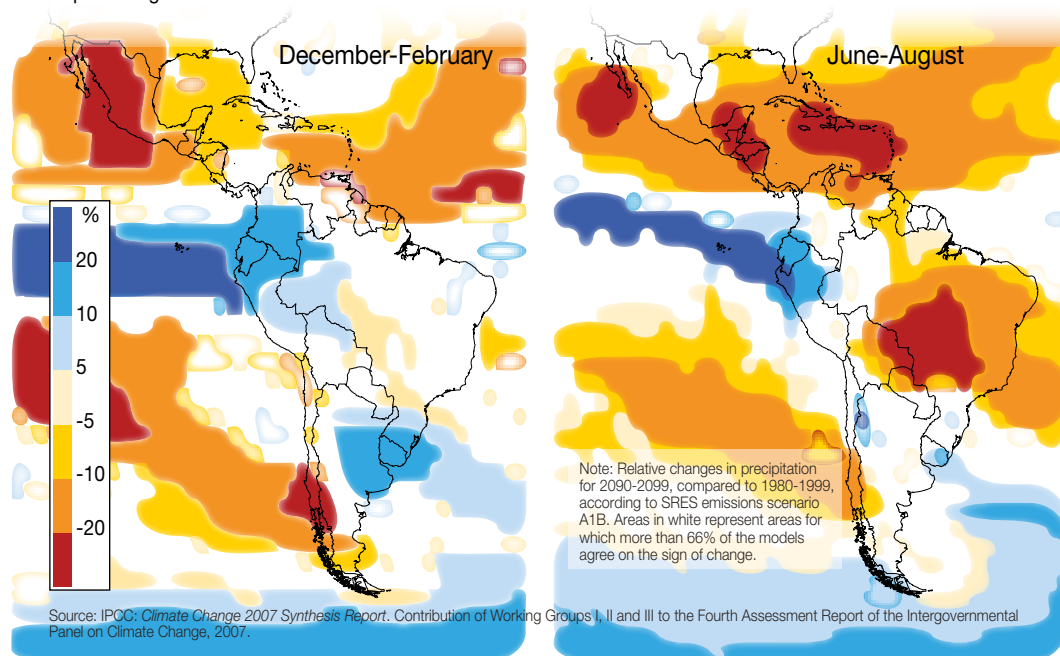 December-February
June-August
%
20
10
5
-5
-10
-20
Note: Relative changes in precipitation
for 2090-2099, compared to 1980-1999,
according to SRES emissions scenario
A1B. Areas in white represent areas for
which more than 66% of the models
agree on the sign of change.
Source: IPCC: Climate Change 2007 Synthesis Report. Contribution of Working Groups I, II and III to the Fourth Assessment Report of the Intergovernmental
Panel on Climate Change, 2007.